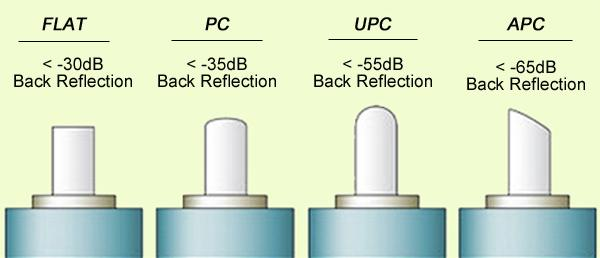 FLAT
< -30dB
Back Reflection
PC
< -35dB
Back Reflection
UPC
< -55dB
Back Reflection
APC
< -65dB
Back Reflection